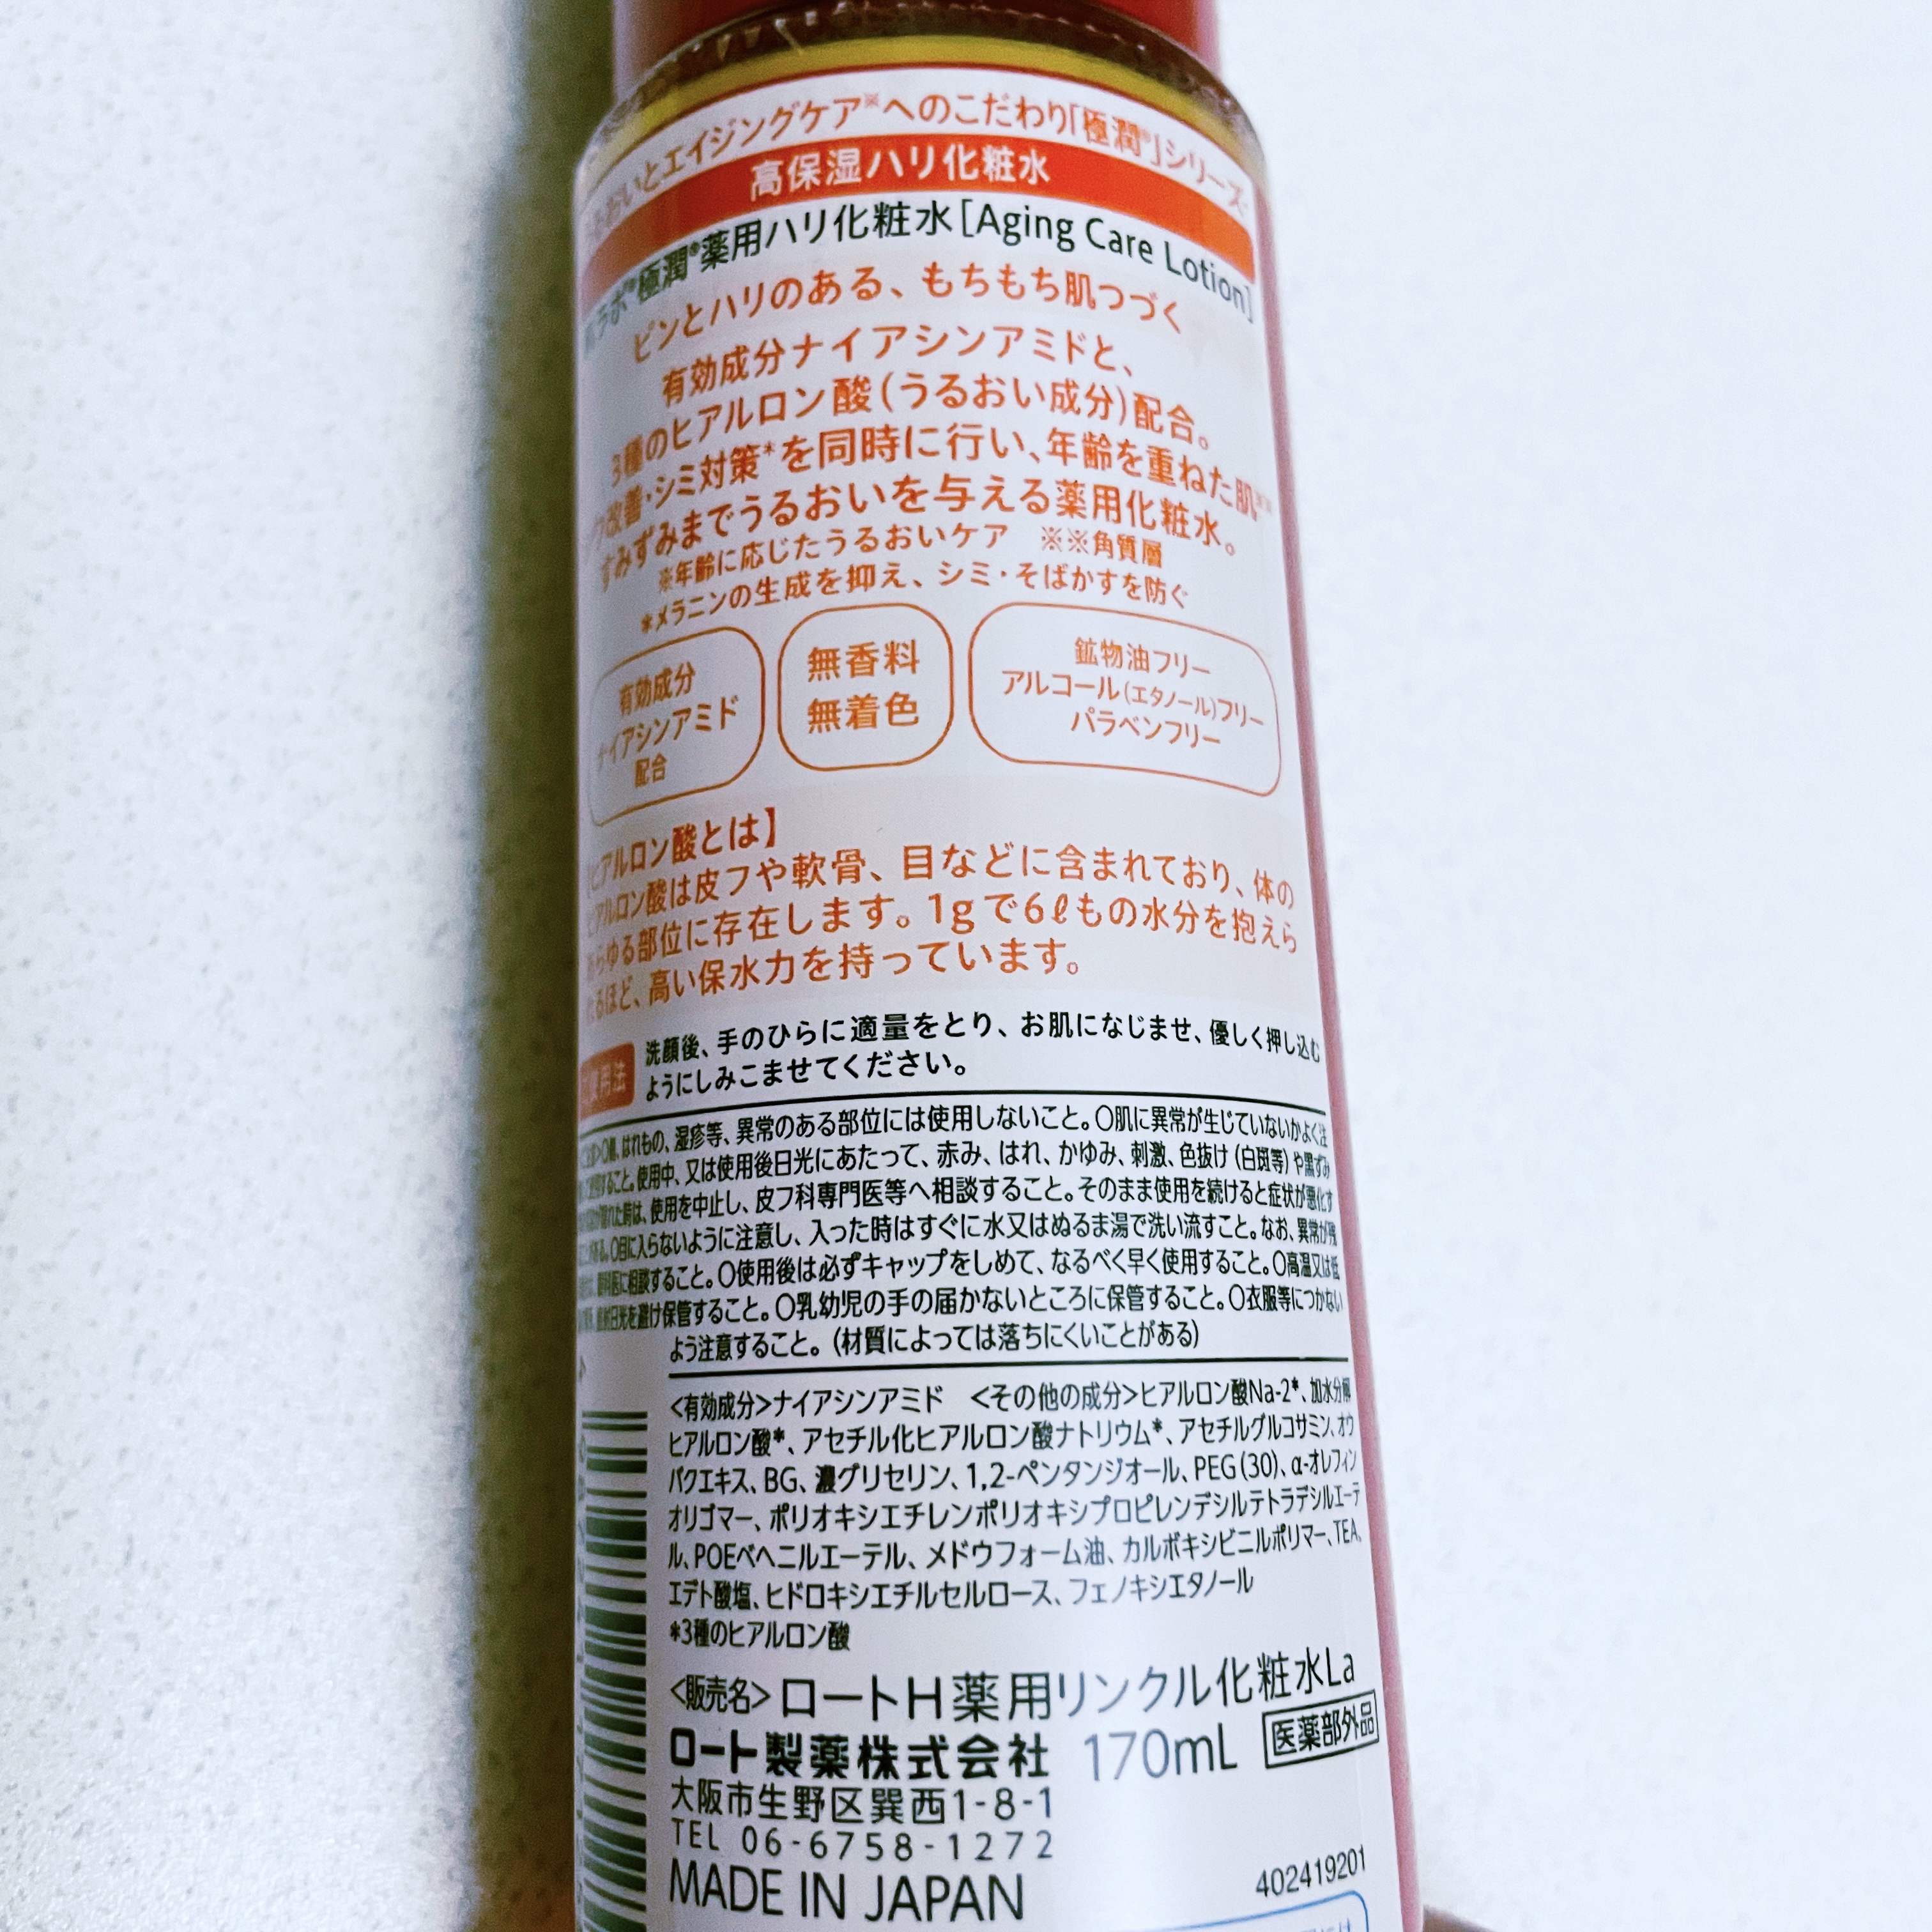 おいとエイジングケア※へのこだわり「極潤®」シリーズ
高保湿ハリ化粧水
ラボ®極潤®薬用ハリ化粧水[Aging Care Lotion]
ピンとハリのある、もちもち肌つづく
有効成分ナイアシンアミドと、
3種のヒアルロン酸(うるおい成分)配合。
改善・シミ対策*を同時に行い、年齢を重ねた肌※※
すみずみまでうるおいを与える薬用化粧水。
※年齢に応じたうるおいケア ※※角質層
*メラニンの生成を抑え、シミ・そばかすを防ぐ
有効成分
ナイアシンアミド
配合
無香料
無着色
鉱物油フリー
アルコール(エタノール)フリー
パラベンフリー
ヒアルロン酸とは】
ヒアルロン酸は皮フや軟骨、目などに含まれており、体の
らゆる部位に存在します。1gで6ℓもの水分を抱えら
るほど、高い保水力を持っています。
使用法
洗顔後、手のひらに適量をとり、お肌になじませ、優しく押し込む
ようにしみこませてください。
はれもの、湿疹等、異常のある部位には使用しないこと。○肌に異常が生じていないかよく注
すること。使用中、又は使用後日光にあたって、赤み、はれ、かゆみ、刺激、色抜け(白斑等)や黒ずみ
れた時は、使用を中止し、皮フ科専門医等へ相談すること。そのまま使用を続けると症状が悪化す
○目に入らないように注意し、入った時はすぐに水又はぬるま湯で洗い流すこと。なお、異常が残
眼科医に相談すること。○使用後は必ずキャップをしめて、なるべく早く使用すること。○高温又は低
直射日光を避け保管すること。○乳幼児の手の届かないところに保管すること。○衣服等につかない
よう注意すること。(材質によっては落ちにくいことがある)
<有効成分>ナイアシンアミド <その他の成分>ヒアルロン酸Na-2*、加水分解
ヒアルロン酸*、アセチル化ヒアルロン酸ナトリウム*、アセチルグルコサミン、オウ
バクエキス、BG、濃グリセリン、1,2-ペンタンジオール、PEG(30)、α-オレフィン
オリゴマー、ポリオキシエチレンポリオキシプロピレンデシルテトラデシルエーテ
ル、POEベヘニルエーテル、メドウフォーム油、カルボキシビニルポリマー、TEA、
エデト酸塩、ヒドロキシエチルセルロース、フェノキシエタノール
*3種のヒアルロン酸
<販売名>ロートH薬用リンクル化粧水La
ロート製薬株式会社 170mL 医薬部外品
大阪市生野区巽西1-8-1
TEL 06-6758-1272
MADE IN JAPAN
402419201